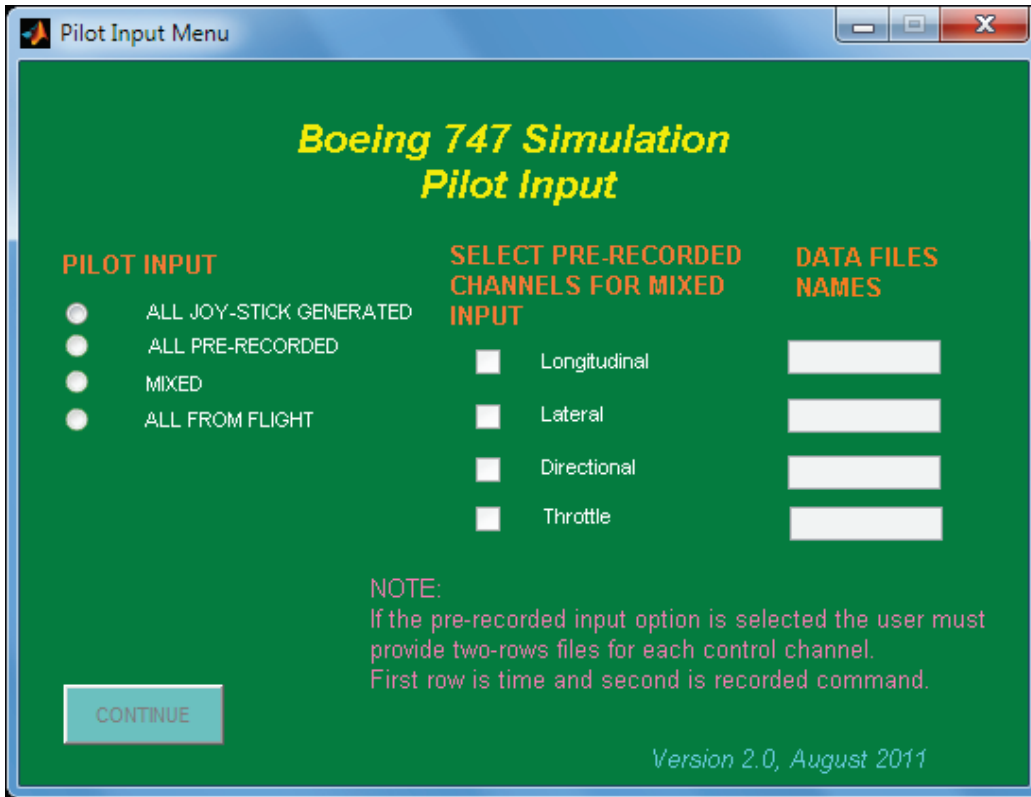 Pilot Input Menu
Boeing 747 Simulation
Pilot Input
PILOT INPUT
ALL JOY-STICK GENERATED
ALL PRE-RECORDED
MIXED
ALL FROM FLIGHT
SELECT PRE-RECORDED
CHANNELS FOR MIXED
INPUT
Longitudinal
Lateral
Directional
Throttle
DATA FILES
NAMES
NOTE:
If the pre-recorded input option is selected the user must
provide two-rows files for each control channel.
First row is time and second is recorded command.
CONTINUE
Version 2.0, August 2011